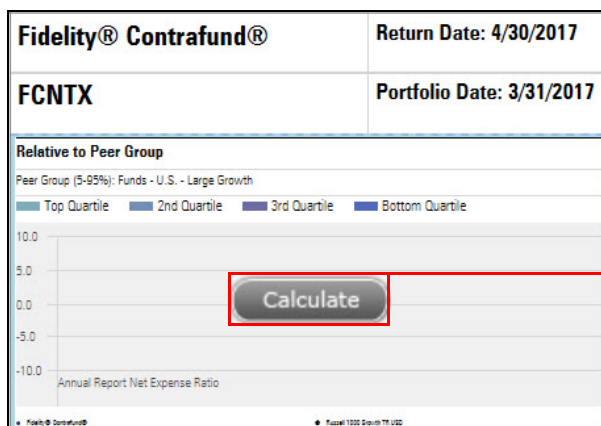 Fidelity® Contrafund®
Return Date: 4/30/2017
FCNTX
Portfolio Date: 3/31/2017
Relative to Peer Group
Peer Group (5-95%): Funds - U.S. - Large Growth
Top Quartile 2nd Quartile 3rd Quartile Bottom Quartile
10.0
5.0
Calculate
0.0
-5.0
-10.0
Annual Report Net Expense Ratio
Fidelity® Contrafund® Russell 1000 Growth TR USD